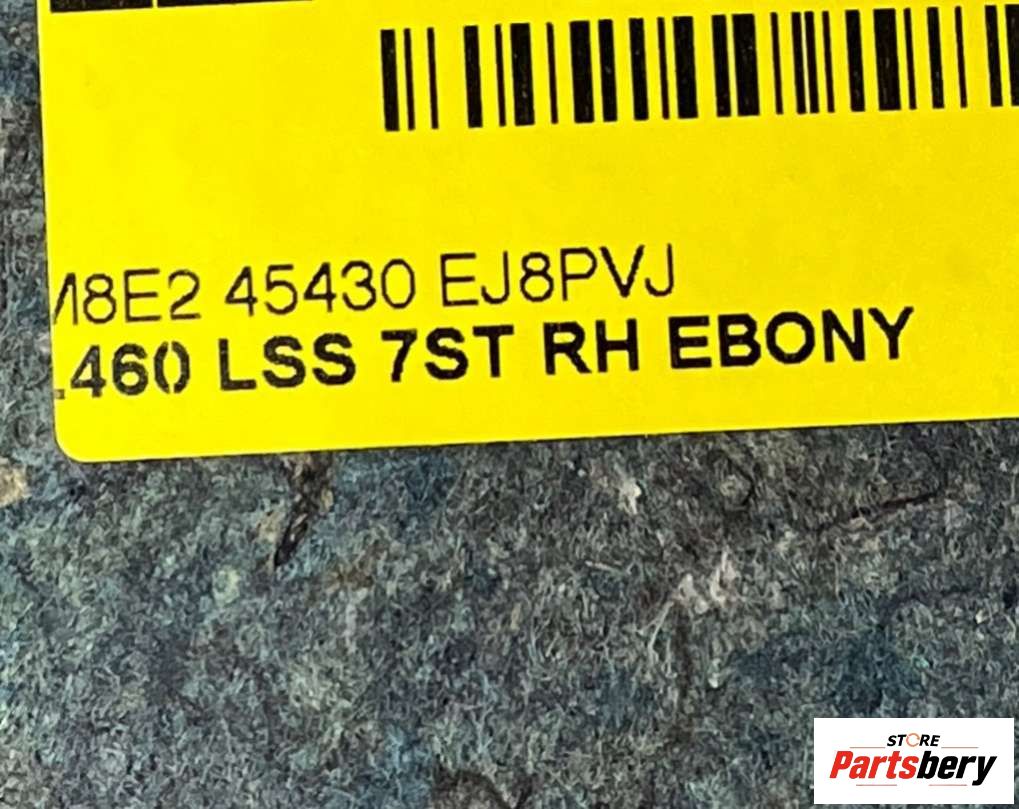 M8E2 45430 EJ8PVJ
.460 LSS 7ST RH EBONY
STORE
Partsbery